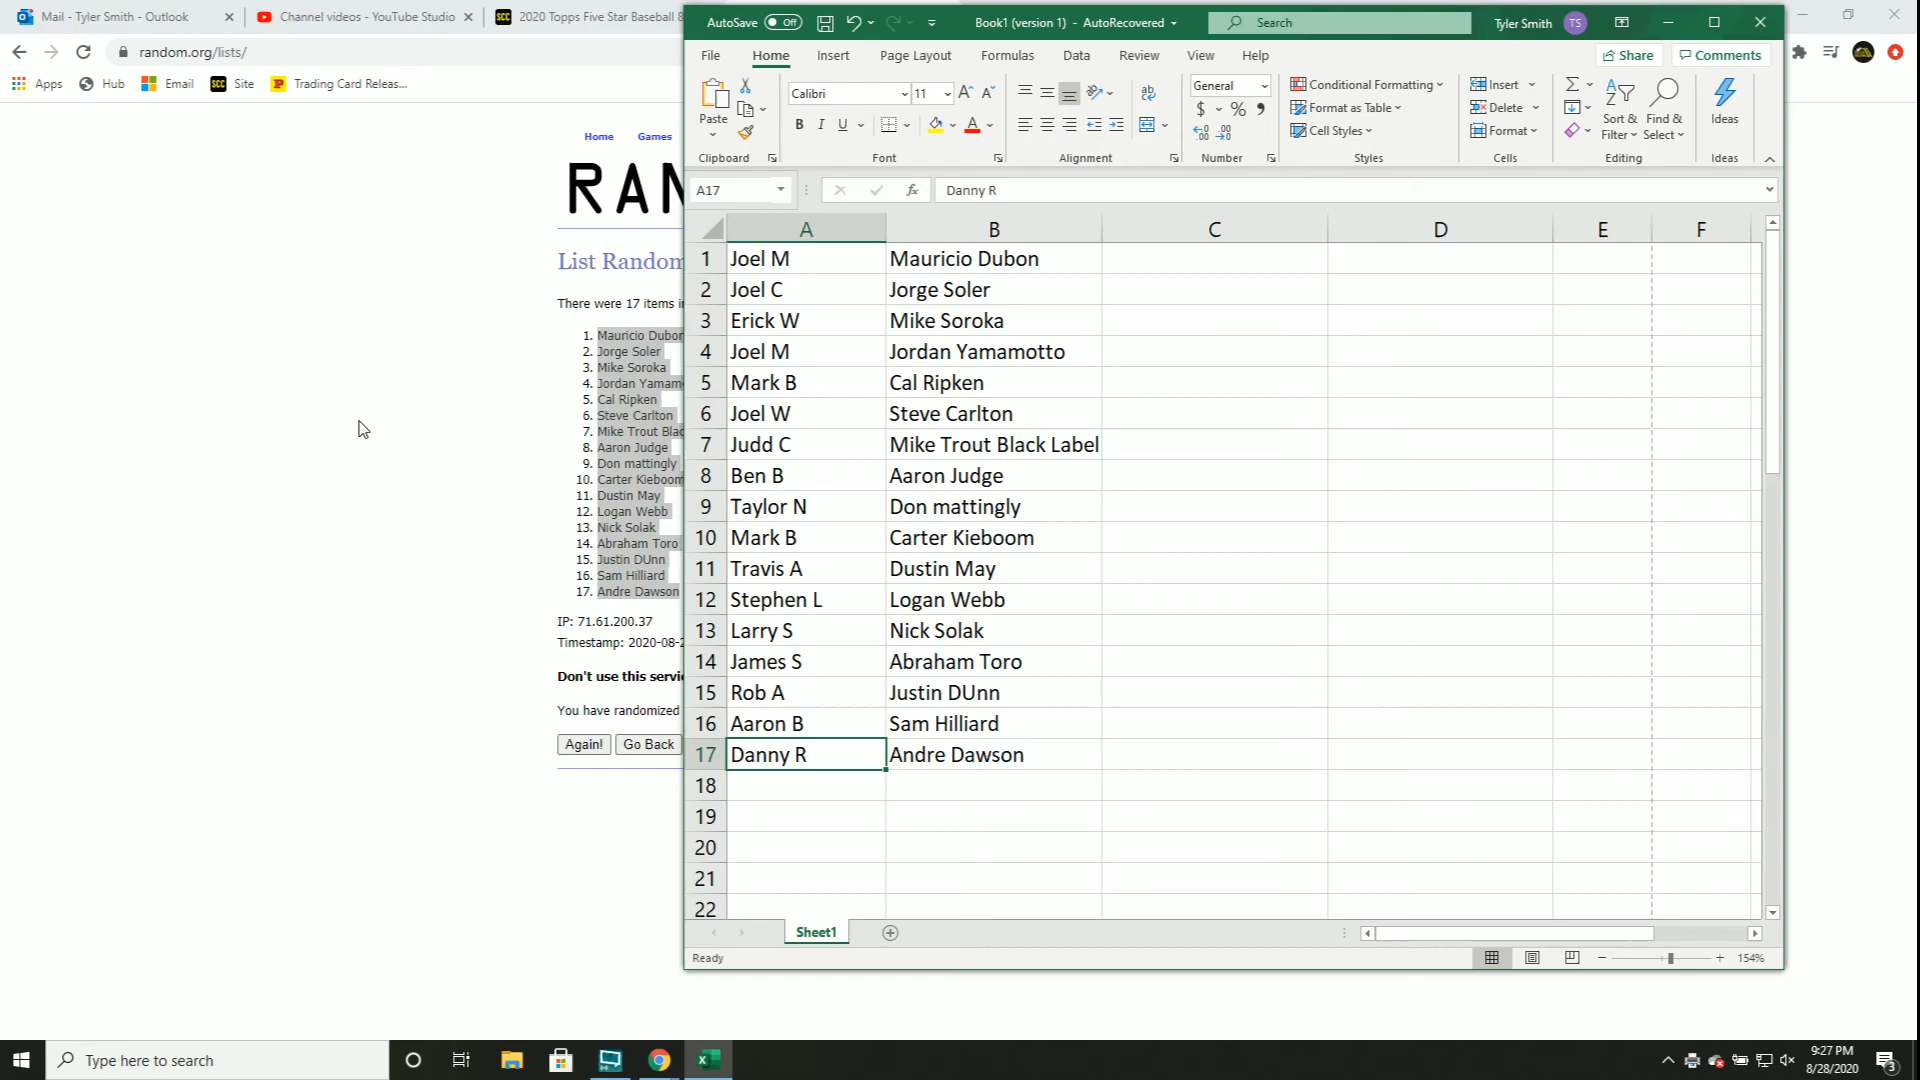 Mail - Tyler Smith - Outlook
Channel videos - YouTube Studio
2020 Topps Five Star Baseball 8
random.org/lists/
Apps Hub Email Site Trading Card Releas...
Home Games
RAN
List Random
There were 17 items i
1. Mauricio Dubon
2. Jorge Soler
3. Mike Soroka
4. Jordan Yamam
5. Cal Ripken
6. Steve Carlton
7. Mike Trout Blac
8. Aaron Judge
9. Don mattingly
10. Carter Kieboom
11. Dustin May
12. Logan Webb
13. Nick Solak
14. Abraham Toro
15. Justin DUnn
16. Sam Hilliard
17. Andre Dawson
IP: 71.61.200.37
Timestamp: 2020-08-2
Don't use this servi
You have randomized
Again! Go Back
AutoSave Off
Book1 (version 1) - AutoRecovered
Search
Tyler Smith TS
File Home Insert Page Layout Formulas Data Review View Help
Share Comments
Paste
Clipboard
Calibri 11
B I U
Font
Alignment
General
$ % ,
Number
Conditional Formatting
Format as Table
Cell Styles
Styles
Insert
Delete
Format
Cells
Sort & Filter
Find & Select
Editing
Ideas
Ideas
A17 fx Danny R
A B C D E F
1 Joel M Mauricio Dubon
2 Joel C Jorge Soler
3 Erick W Mike Soroka
4 Joel M Jordan Yamamotto
5 Mark B Cal Ripken
6 Joel W Steve Carlton
7 Judd C Mike Trout Black Label
8 Ben B Aaron Judge
9 Taylor N Don mattingly
10 Mark B Carter Kieboom
11 Travis A Dustin May
12 Stephen L Logan Webb
13 Larry S Nick Solak
14 James S Abraham Toro
15 Rob A Justin DUnn
16 Aaron B Sam Hilliard
17 Danny R Andre Dawson
18
19
20
21
22
Sheet1
Ready
154%
Type here to search
9:27 PM
8/28/2020
3